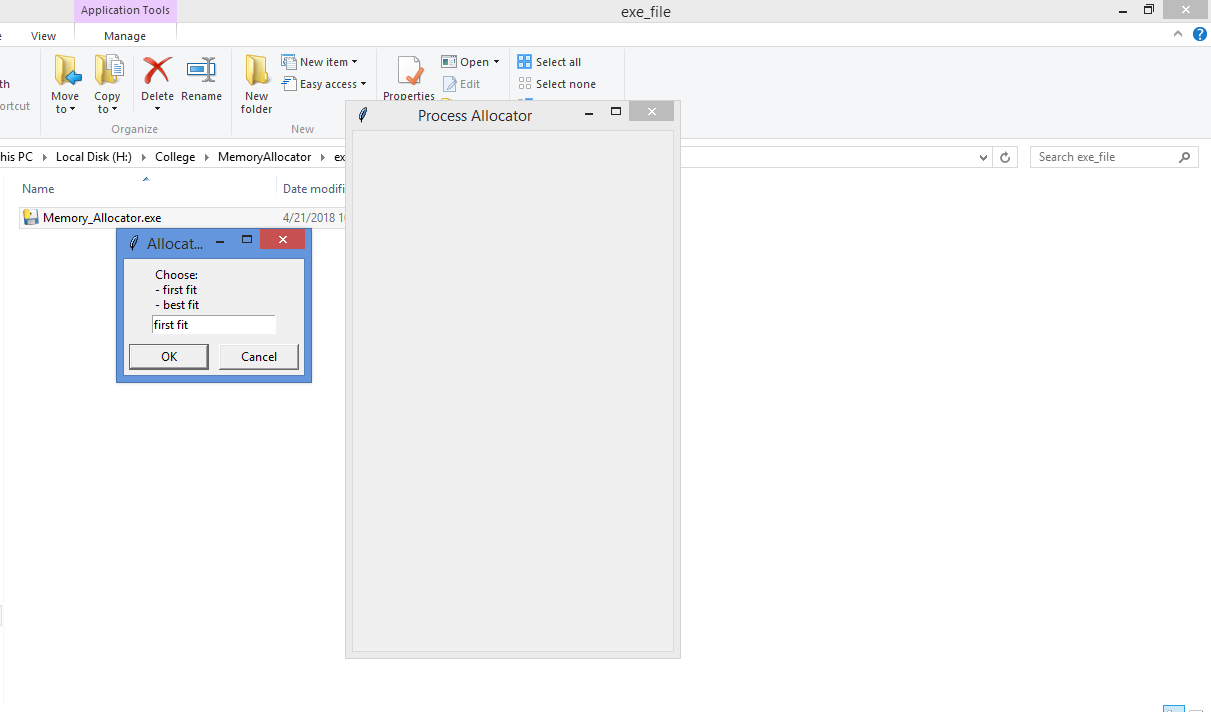 Application Tools
exe_file
View
Manage
Move to
Copy to
Delete
Rename
New folder
New item
Easy access
Properties
Open
Edit
Select all
Select none
Organize
New
Process Allocator
his PC
Local Disk (H:)
College
MemoryAllocator
ex
Search exe_file
Name
Date modifi
Memory_Allocator.exe
4/21/2018 1
Allocat...
Choose:
- first fit
- best fit
first fit
OK
Cancel